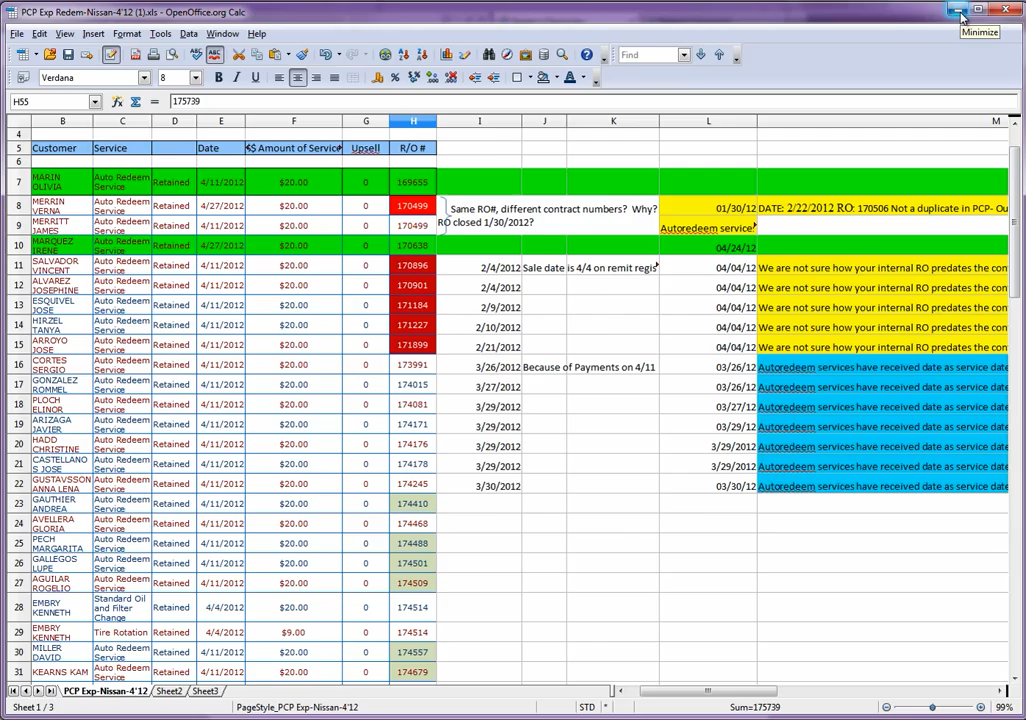 PCP Exp Redem-Nissan-4'12 (1).xls - OpenOffice.org Calc
Minimize
File Edit View Insert Format Tools Data Window Help
Find
Verdana 8
H55 175739
B C D E F G H I J K L M
4
5 Customer Service Date $$ Amount of Service Upsell R/O #
6
7 MARIN OLIVIA Auto Redeem Service Retained 4/11/2012 $20.00 0 169655
8 MERRIN VERNA Auto Redeem Service Retained 4/27/2012 $20.00 0 170499 Same RO#, different contract numbers? Why? 01/30/12 DATE: 2/22/2012 RO: 170506 Not a duplicate in PCP- Ou
9 MERRITT JAMES Auto Redeem Service Retained 4/11/2012 $20.00 0 170499 RO closed 1/30/2012? Autoredeem service
10 MARQUEZ IRENE Auto Redeem Service Retained 4/27/2012 $20.00 0 170638 04/24/12
11 SALVADOR VINCENT Auto Redeem Service Retained 4/11/2012 $20.00 0 170896 2/4/2012 Sale date is 4/4 on remit regis 04/04/12 We are not sure how your internal RO predates the con
12 ALVAREZ JOSEPHINE Auto Redeem Service Retained 4/11/2012 $20.00 0 170901 2/4/2012 04/04/12 We are not sure how your internal RO predates the con
13 ESQUIVEL JOSE Auto Redeem Service Retained 4/11/2012 $20.00 0 171184 2/9/2012 04/04/12 We are not sure how your internal RO predates the con
14 HIRZEL TANYA Auto Redeem Service Retained 4/11/2012 $20.00 0 171227 2/10/2012 04/04/12 We are not sure how your internal RO predates the con
15 ARROYO JOSE Auto Redeem Service Retained 4/11/2012 $20.00 0 171899 2/21/2012 04/04/12 We are not sure how your internal RO predates the con
16 CORTES SERGIO Auto Redeem Service Retained 4/11/2012 $20.00 0 173991 3/26/2012 Because of Payments on 4/11 03/26/12 Autoredeem services have received date as service date
17 GONZALEZ ROMMEL Auto Redeem Service Retained 4/11/2012 $20.00 0 174015 3/27/2012 03/26/12 Autoredeem services have received date as service date
18 PLOCH ELINOR Auto Redeem Service Retained 4/11/2012 $20.00 0 174081 3/29/2012 03/27/12 Autoredeem services have received date as service date
19 ARIZAGA JAVIER Auto Redeem Service Retained 4/11/2012 $20.00 0 174171 3/29/2012 03/29/12 Autoredeem services have received date as service date
20 HADD CHRISTINE Auto Redeem Service Retained 4/11/2012 $20.00 0 174176 3/29/2012 3/29/2012 Autoredeem services have received date as service date
21 CASTELLANO S JOSE Auto Redeem Service Retained 4/11/2012 $20.00 0 174178 3/29/2012 3/29/2012 Autoredeem services have received date as service date
22 GUSTAVSSON ANNA LENA Auto Redeem Service Retained 4/11/2012 $20.00 0 174245 3/30/2012 03/30/12 Autoredeem services have received date as service date
23 GAUTHIER ANDREA Auto Redeem Service Retained 4/11/2012 $20.00 0 174410
24 AVELLERA GLORIA Auto Redeem Service Retained 4/11/2012 $20.00 0 174468
25 PECH MARGARITA Auto Redeem Service Retained 4/11/2012 $20.00 0 174488
26 GALLEGOS LUPE Auto Redeem Service Retained 4/11/2012 $20.00 0 174501
27 AGUILAR ROGELIO Auto Redeem Service Retained 4/11/2012 $20.00 0 174509
28 EMBRY KENNETH Standard Oil and Filter Change Retained 4/4/2012 $20.00 0 174514
29 EMBRY KENNETH Tire Rotation Retained 4/4/2012 $9.00 0 174514
30 MILLER DAVID Auto Redeem Service Retained 4/11/2012 $20.00 0 174557
31 KEARNS KAM Auto Redeem Service Retained 4/11/2012 $20.00 0 174679
PCP Exp-Nissan-4'12 Sheet2 Sheet3
Sheet 1 / 3 PageStyle_PCP Exp-Nissan-4'12 STD * Sum=175739 99%